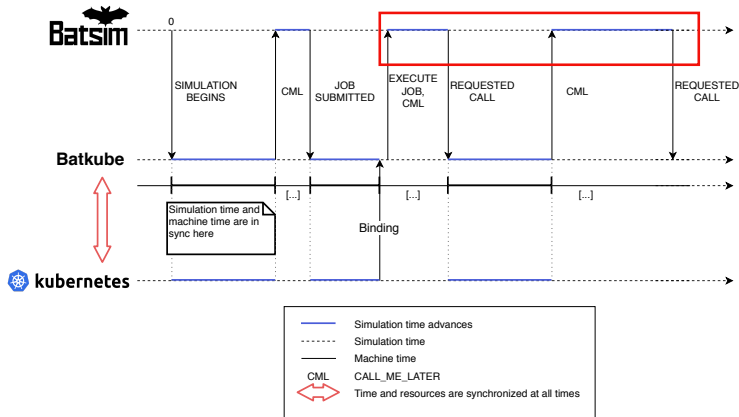 Batsim
0
SIMULATION
BEGINS
CML
JOB
SUBMITTED
EXECUTE
JOB,
CML
REQUESTED
CALL
CML
REQUESTED
CALL
Batkube
[...]
[...]
[...]
Simulation time and
machine time are in
sync here
Binding
kubernetes
Simulation time advances
Simulation time
Machine time
CML CALL_ME_LATER
Time and resources are synchronized at all times